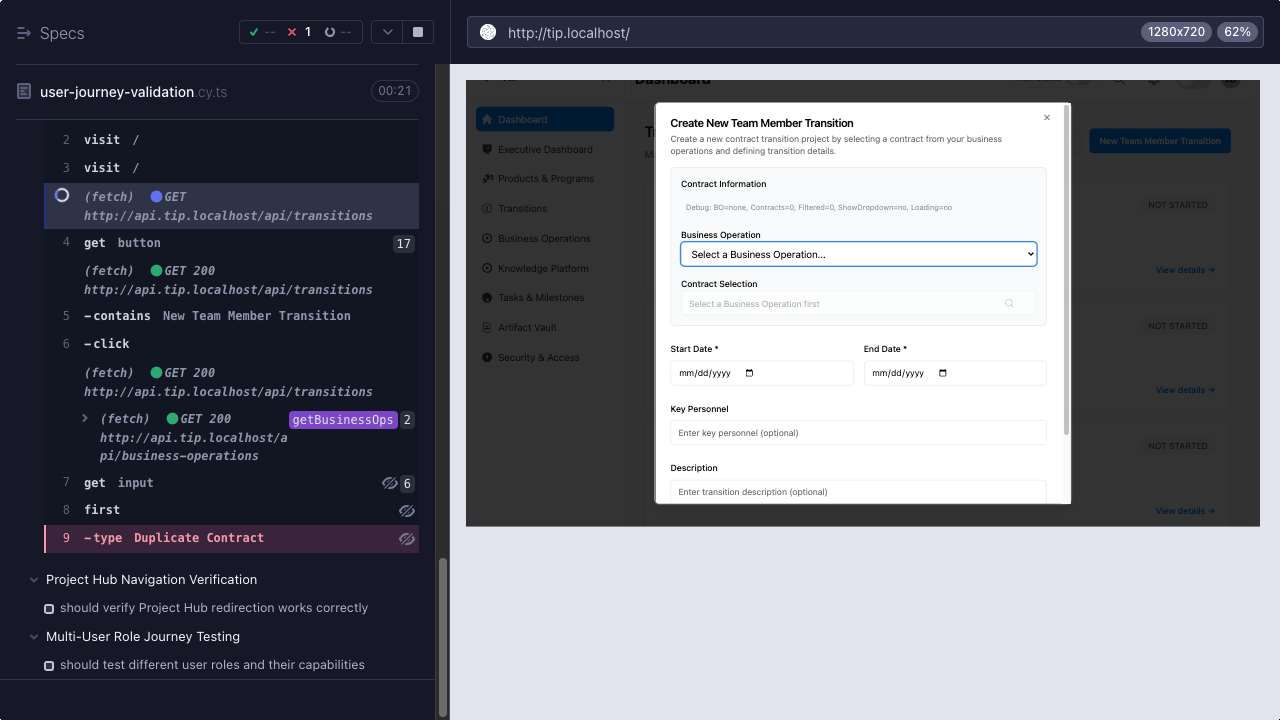 Specs
-- 1 --
http://tip.localhost/
1280x720 62%
user-journey-validation.cy.ts
00:21
2 visit
3 visit /
(fetch) GET
http://api.tip.localhost/api/transitions
4 get button 17
(fetch) GET 200
http://api.tip.localhost/api/transitions
5 -contains New Team Member Transition
6 -click
(fetch) GET 200
http://api.tip.localhost/api/transitions
(fetch) GET 200 getBusinessOps 2
http://api.tip.localhost/a
pi/business-operations
7 get input 6
8 first
9 -type Duplicate Contract
Project Hub Navigation Verification
should verify Project Hub redirection works correctly
Multi-User Role Journey Testing
should test different user roles and their capabilities
Dashboard
Dashboard
Executive Dashboard
Products & Programs
Transitions
Business Operations
Knowledge Platform
Tasks & Milestones
Artifact Vault
Security & Access
Create New Team Member Transition
×
Create a new contract transition project by selecting a contract from your business
operations and defining transition details.
Contract Information
Debug: BO=none, Contracts=0, Filtered=0, ShowDropdown=no, Loading=no
Business Operation
Select a Business Operation...
Contract Selection
Select a Business Operation first
Start Date * End Date *
mm/dd/yyyy mm/dd/yyyy
Key Personnel
Enter key personnel (optional)
Description
Enter transition description (optional)
New Team Member Transition
NOT STARTED
View details →
NOT STARTED
View details →
NOT STARTED
View details →